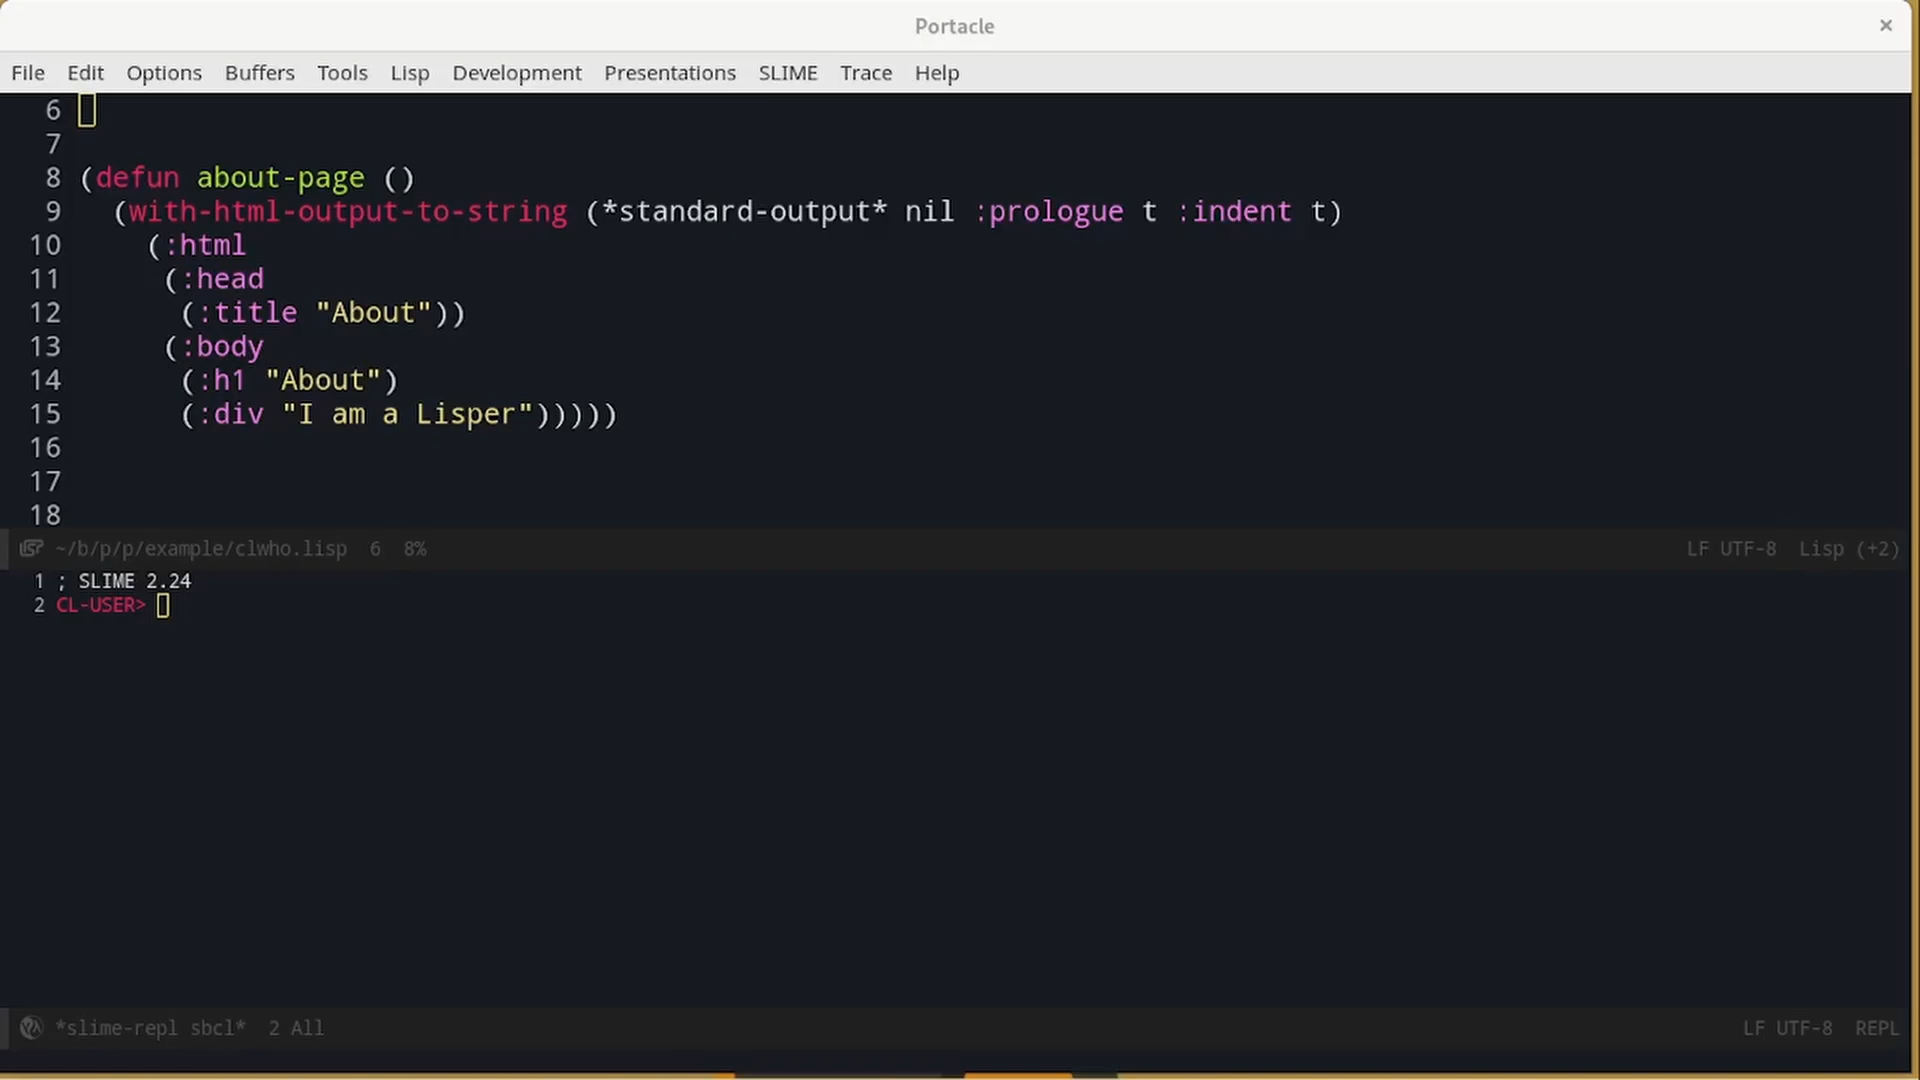 Portacle ×
File Edit Options Buffers Tools Lisp Development Presentations SLIME Trace Help
6
7
8 (defun about-page ()
9 (with-html-output-to-string (*standard-output* nil :prologue t :indent t)
10 (:html
11 (:head
12 (:title "About"))
13 (:body
14 (:h1 "About")
15 (:div "I am a Lisper")))))
16
17
18
~/b/p/p/example/clwho.lisp 6 8% LF UTF-8 Lisp (+2)
1 ; SLIME 2.24
2 CL-USER>
*slime-repl sbcl* 2 All LF UTF-8 REPL